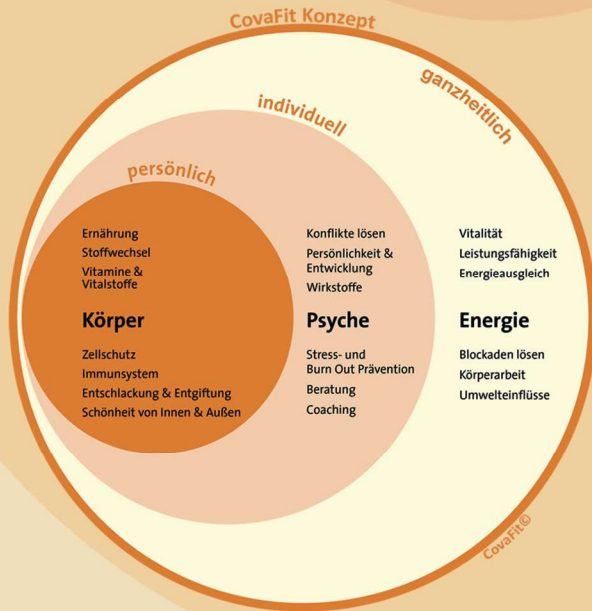 CovaFit Konzept
ganzheitlich
individuell
persönlich
Ernährung
Stoffwechsel
Vitamine &
Vitalstoffe
Körper
Zellschutz
Immunsystem
Entschlackung & Entgiftung
Schönheit von Innen & Außen
Konflikte lösen
Persönlichkeit &
Entwicklung
Wirkstoffe
Psyche
Stress- und
Burn Out Prävention
Beratung
Coaching
Vitalität
Leistungsfähigkeit
Energieausgleich
Energie
Blockaden lösen
Körperarbeit
Umwelteinflüsse
CovaFit©